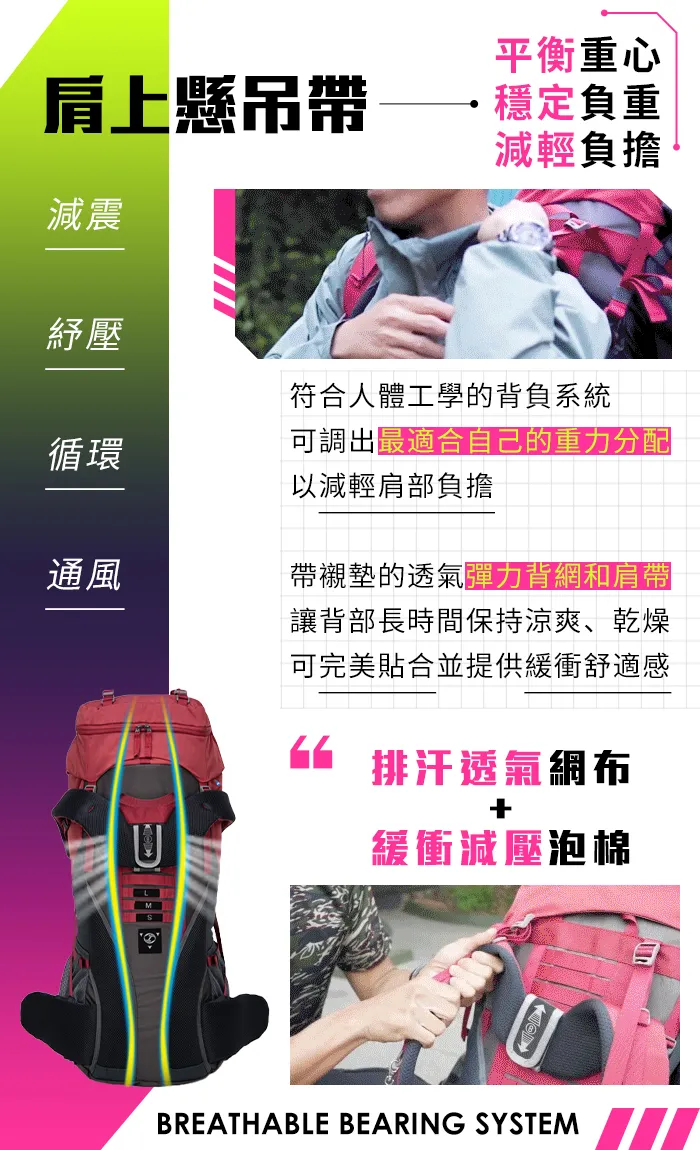 肩上懸吊帶
平衡重心
穩定負重
減輕負擔
減震
紓壓
循環
通風
符合人體工學的背負系統
可調出最適合自己的重力分配
以減輕肩部負擔
帶襯墊的透氣彈力背網和肩帶
讓背部長時間保持涼爽、乾燥
可完美貼合並提供緩衝舒適感
排汗透氣網布
+
緩衝減壓泡棉
L
M
S
BREATHABLE BEARING SYSTEM